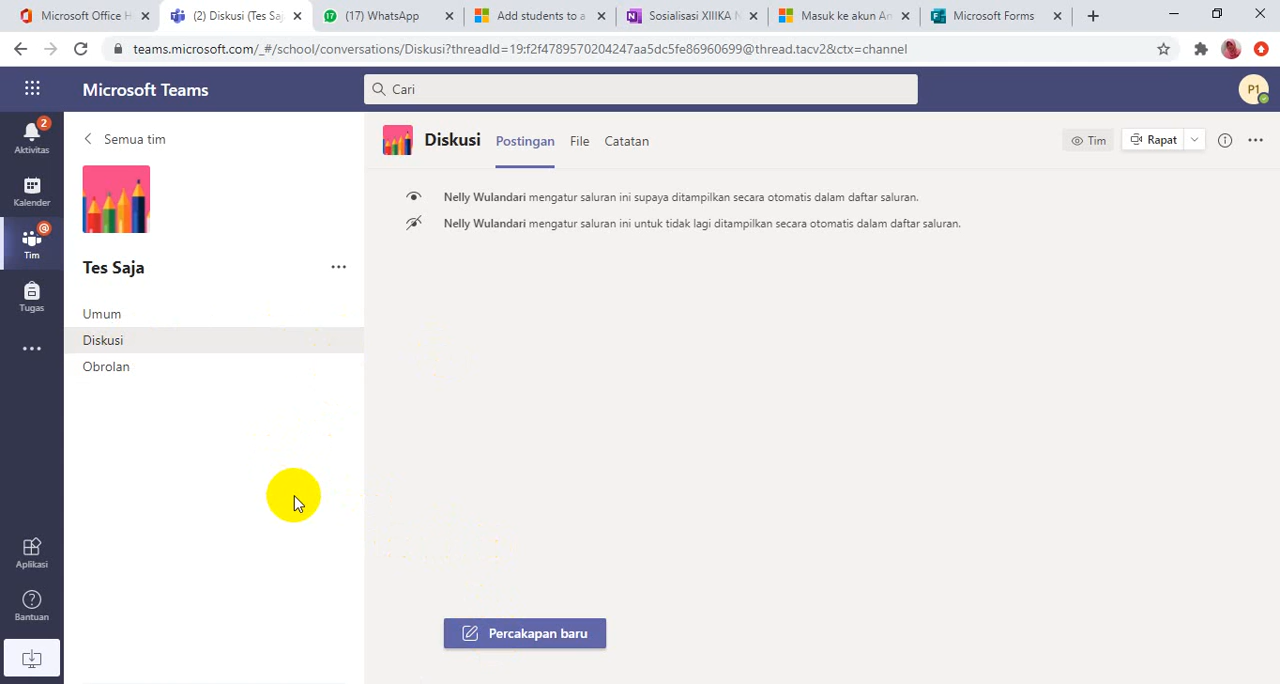 Microsoft Office H
(2) Diskusi (Tes Sa
(17) WhatsApp
Add students to a
Sosialisasi XIIIKA N
Masuk ke akun An
Microsoft Forms
teams.microsoft.com/_#/school/conversations/Diskusi?threadId=19:f2f4789570204247aa5dc5fe86960699@thread.tacv2&ctx=channel
Microsoft Teams
Cari
P1
2
Aktivitas
Kalender
@
Tim
Tugas
Aplikasi
Bantuan
Semua tim
Tes Saja
Umum
Diskusi
Obrolan
Diskusi
Postingan
File
Catatan
Tim
Rapat
Nelly Wulandari mengatur saluran ini supaya ditampilkan secara otomatis dalam daftar saluran.
Nelly Wulandari mengatur saluran ini untuk tidak lagi ditampilkan secara otomatis dalam daftar saluran.
Percakapan baru